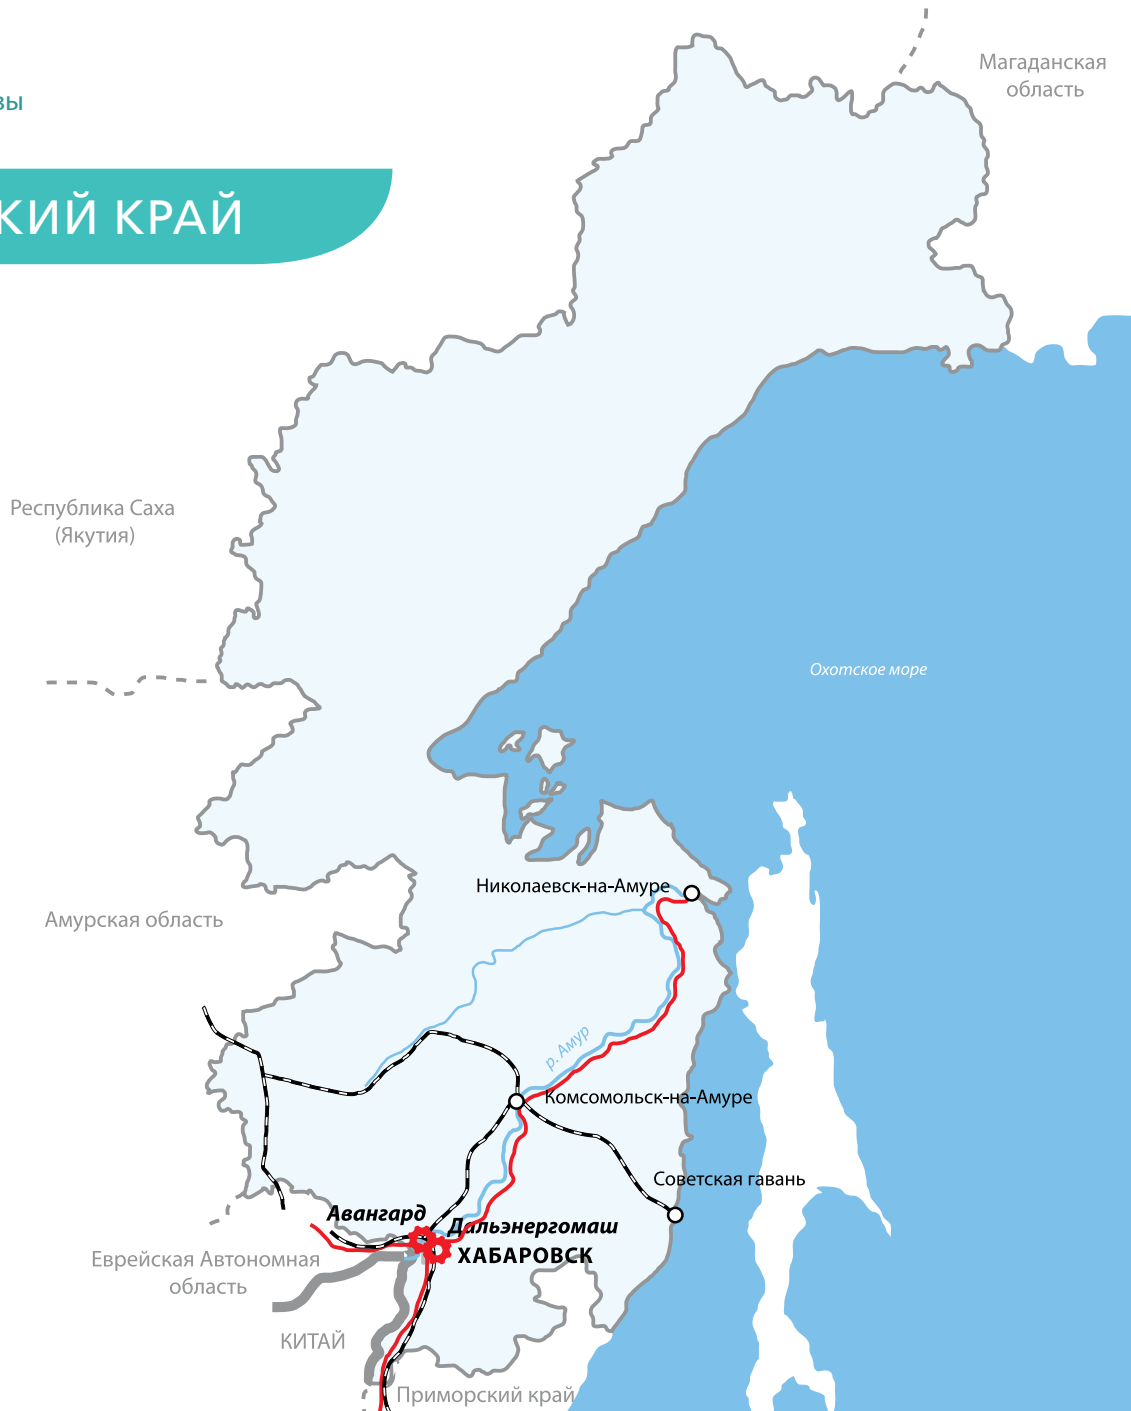 Магаданская
область
вы
КИЙ КРАЙ
Республика Саха
(Якутия)
Охотское море
Николаевск-на-Амуре
Амурская область
р. Амур
Комсомольск-на-Амуре
Советская гавань
Авангард
Дальэнергомаш
ХАБАРОВСК
Еврейская Автономная
область
КИТАЙ
Приморский край